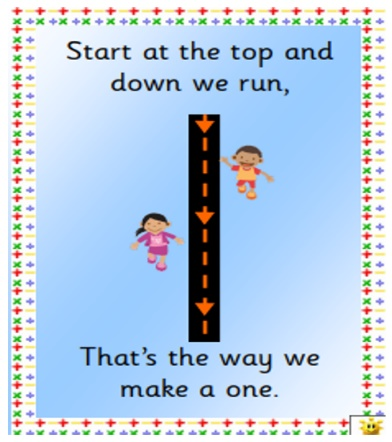 Start at the top and
down we run,
That's the way we
make a one.